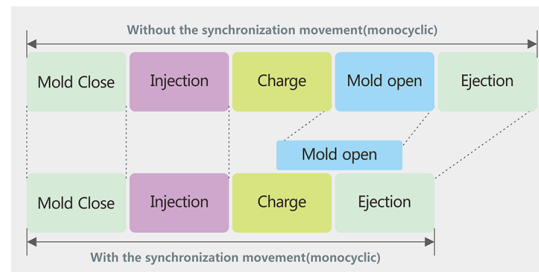 Without the synchronization movement(monocyclic)
Mold Close Injection Charge Mold open Ejection
Mold open
Mold Close Injection Charge Ejection
With the synchronization movement(monocyclic)